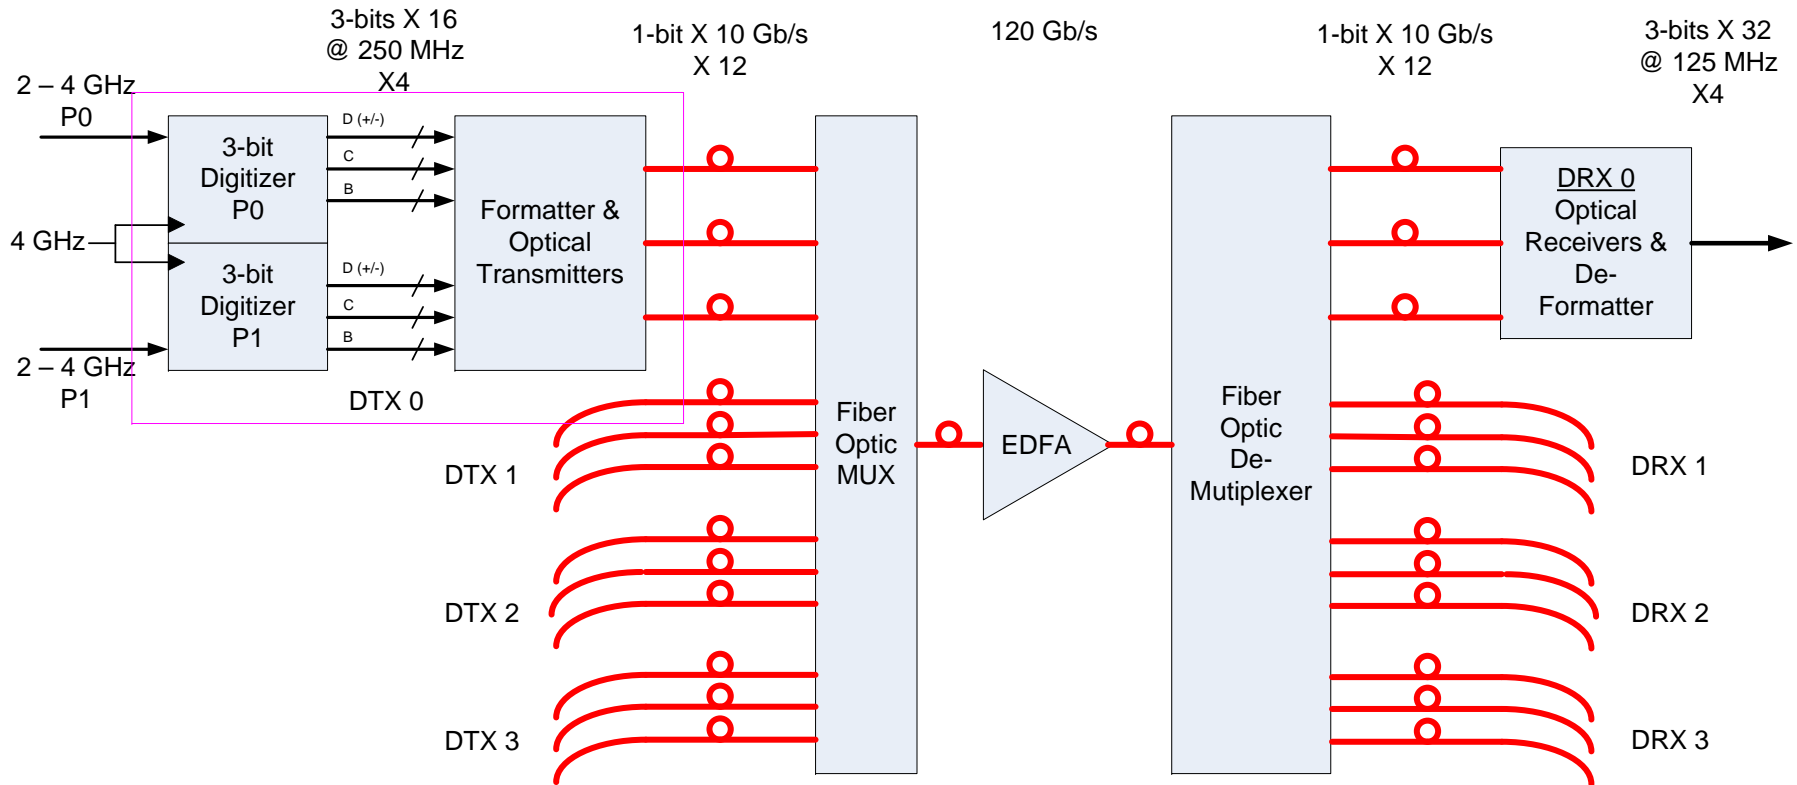 3-bits X 16
@ 250 MHz
X4
1-bit X 10 Gb/s
X 12
120 Gb/s
1-bit X 10 Gb/s
X 12
3-bits X 32
@ 125 MHz
X4
2 – 4 GHz
P0
3-bit
Digitizer
P0
D (+/-)
C
B
4 GHz
3-bit
Digitizer
P1
D (+/-)
C
B
2 – 4 GHz
P1
Formatter &
Optical
Transmitters
DTX 0
DTX 1
DTX 2
DTX 3
Fiber
Optic
MUX
EDFA
Fiber
Optic
De-
Mutiplexer
DRX 0
Optical
Receivers &
De-
Formatter
DRX 1
DRX 2
DRX 3